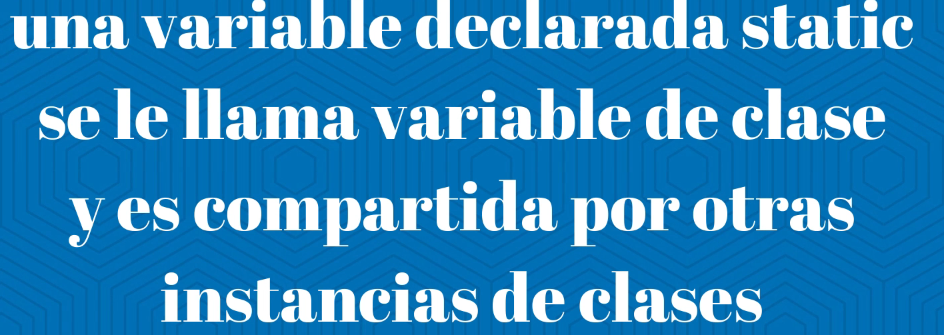 una variable declarada static
se le llama variable de clase
y es compartida por otras
instancias de clases